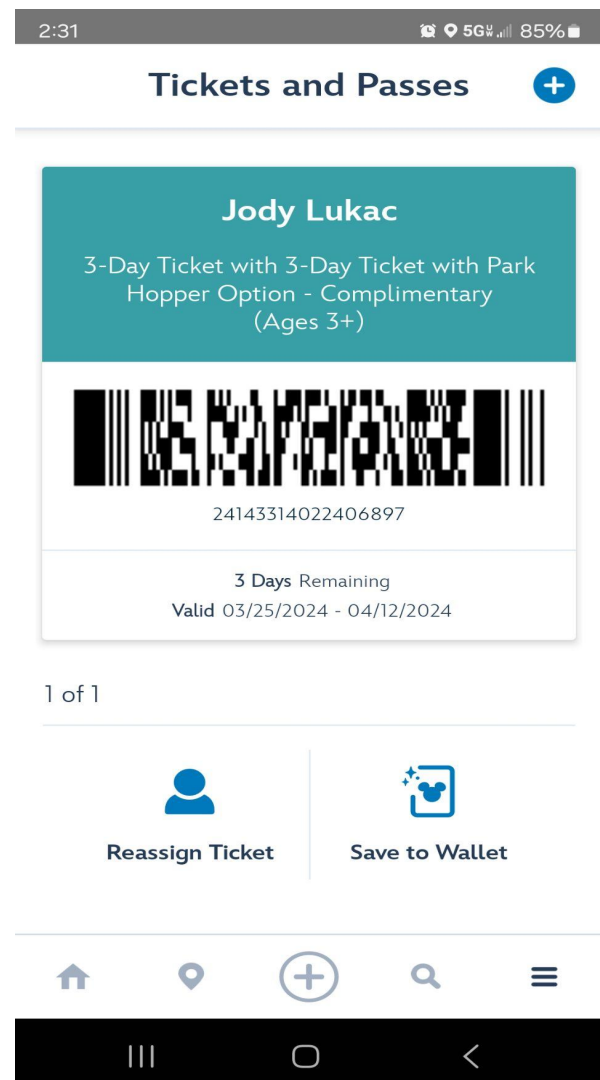 2:31 5G 85%
Tickets and Passes
Jody Lukac
3-Day Ticket with 3-Day Ticket with Park
Hopper Option - Complimentary
(Ages 3+)
24143314022406897
3 Days Remaining
Valid 03/25/2024 - 04/12/2024
1 of 1
Reassign Ticket Save to Wallet